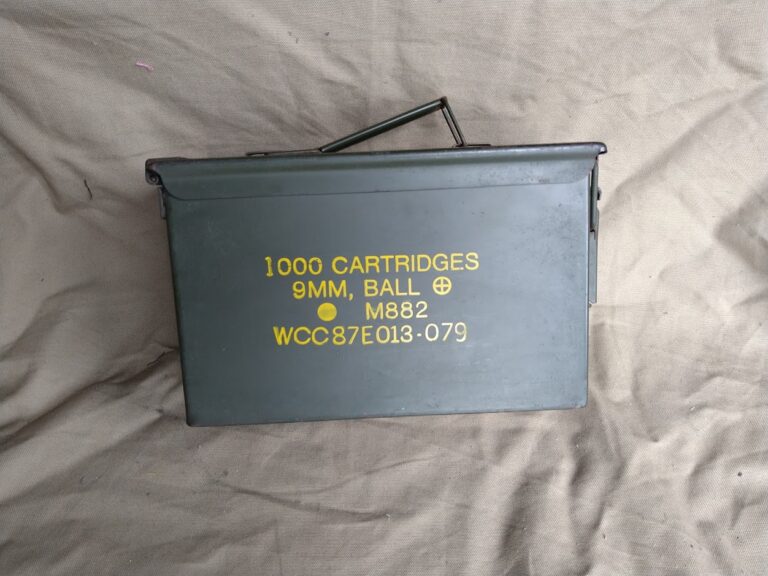 1000 CARTRIDGES
9MM, BALL ⊕
● M882
WCC87E013-079